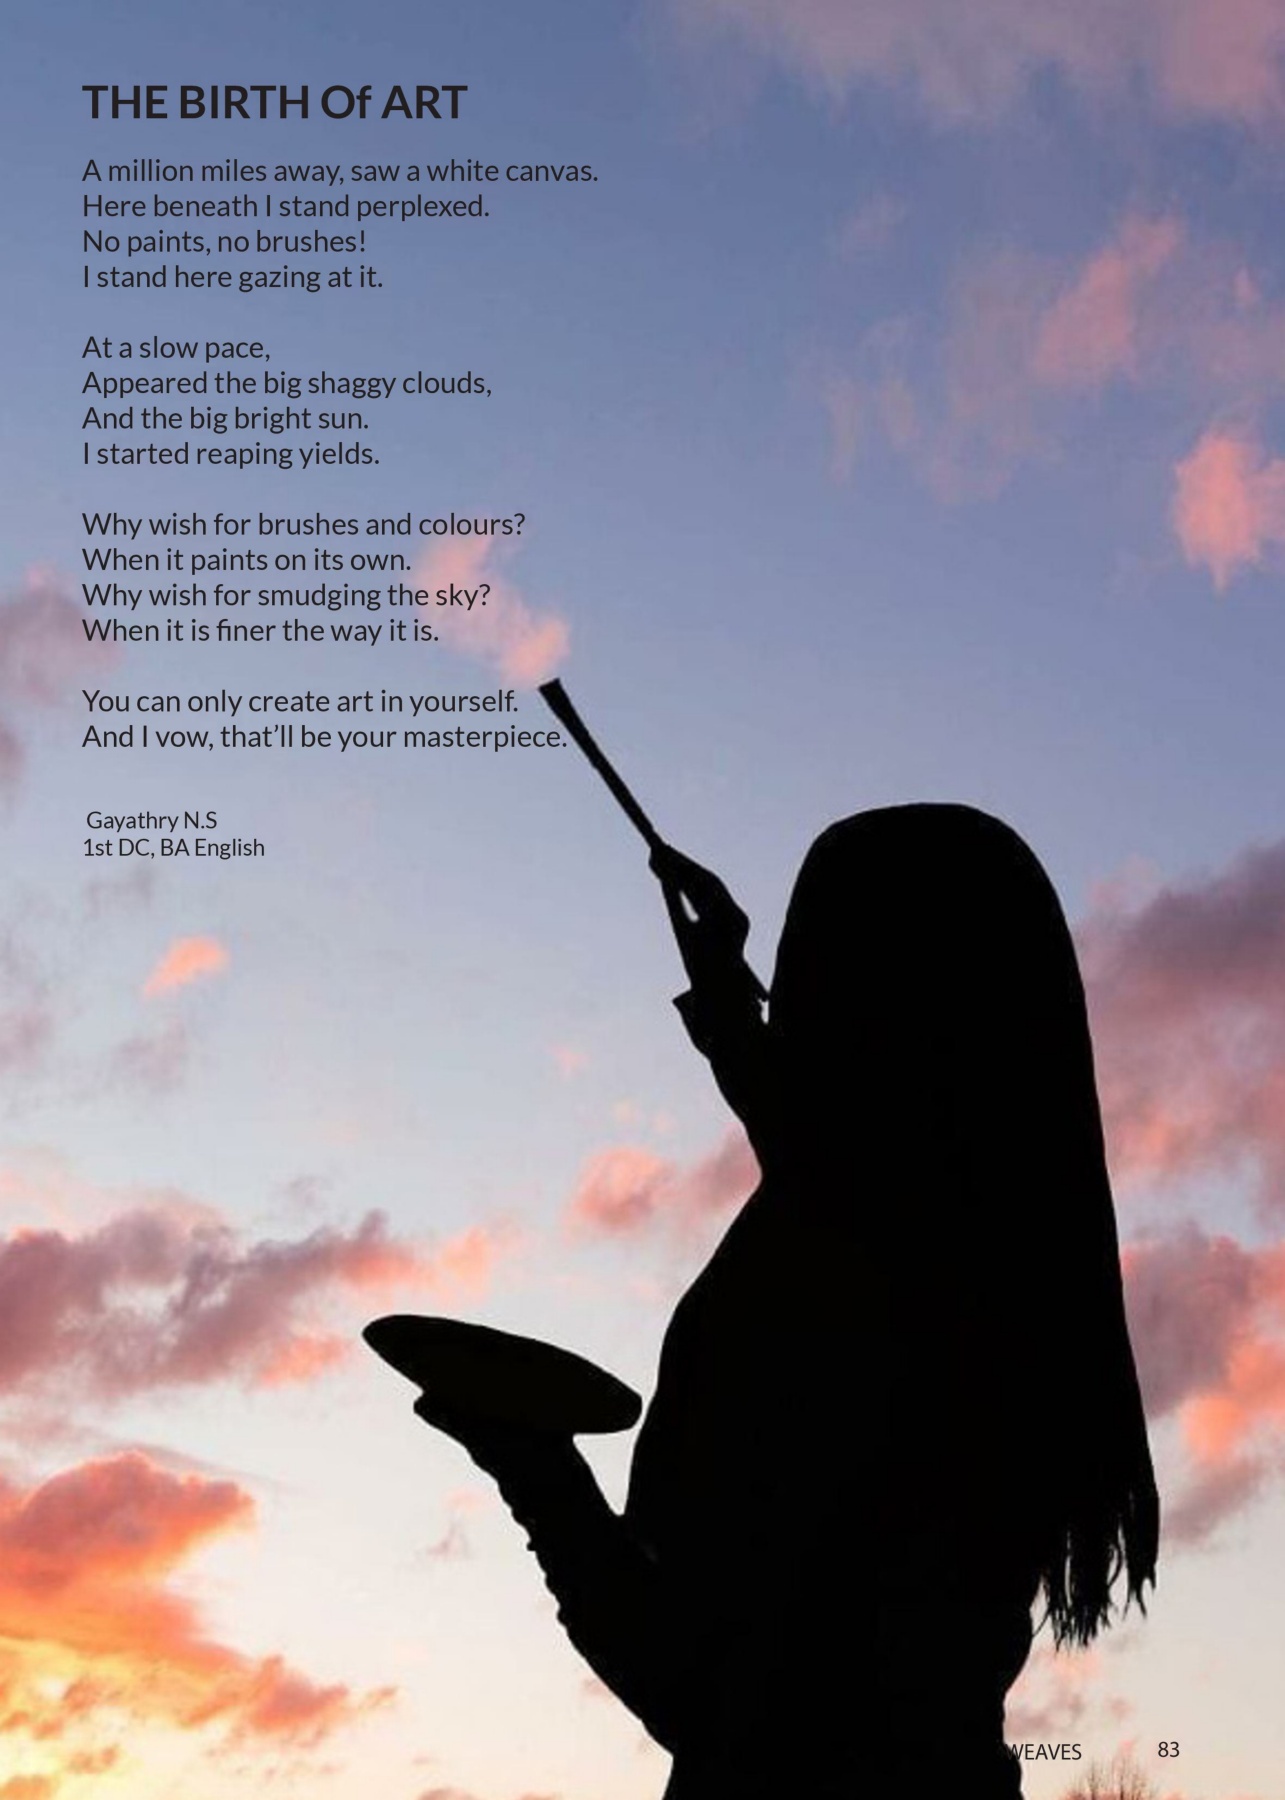 THE BIRTH Of ART
A million miles away, saw a white canvas.
Here beneath I stand perplexed.
No paints, no brushes!
I stand here gazing at it.
At a slow pace,
Appeared the big shaggy clouds,
And the big bright sun.
I started reaping yields.
Why wish for brushes and colours?
When it paints on its own.
Why wish for smudging the sky?
When it is finer the way it is.
You can only create art in yourself.
And I vow, that’ll be your masterpiece.
Gayathry N.S
1st DC, BA English
WEAVES 83